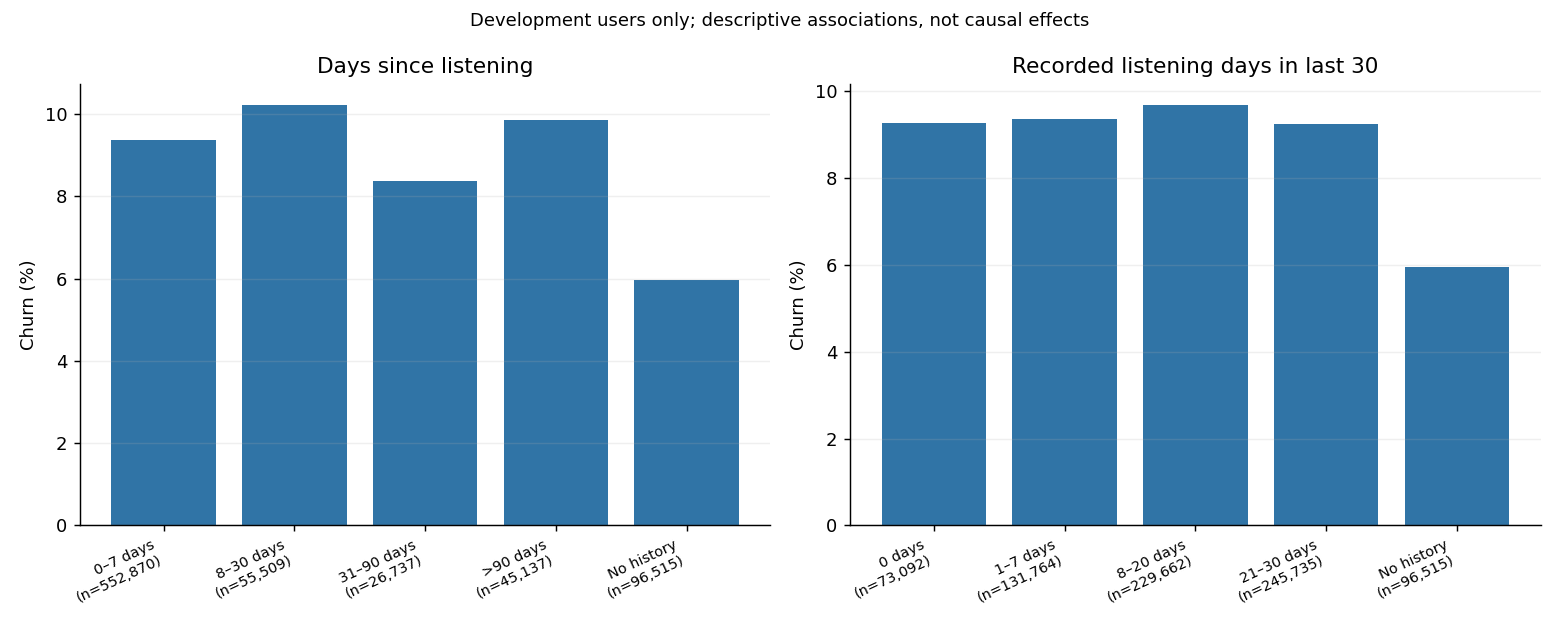 Development users only; descriptive associations, not causal effects
Days since listening
Churn (%)
10
8
6
4
2
0
0–7 days
(n=552,870)
8–30 days
(n=55,509)
31–90 days
(n=26,737)
>90 days
(n=45,137)
No history
(n=96,515)
Recorded listening days in last 30
Churn (%)
10
8
6
4
2
0
0 days
(n=73,092)
1–7 days
(n=131,764)
8–20 days
(n=229,662)
21–30 days
(n=245,735)
No history
(n=96,515)